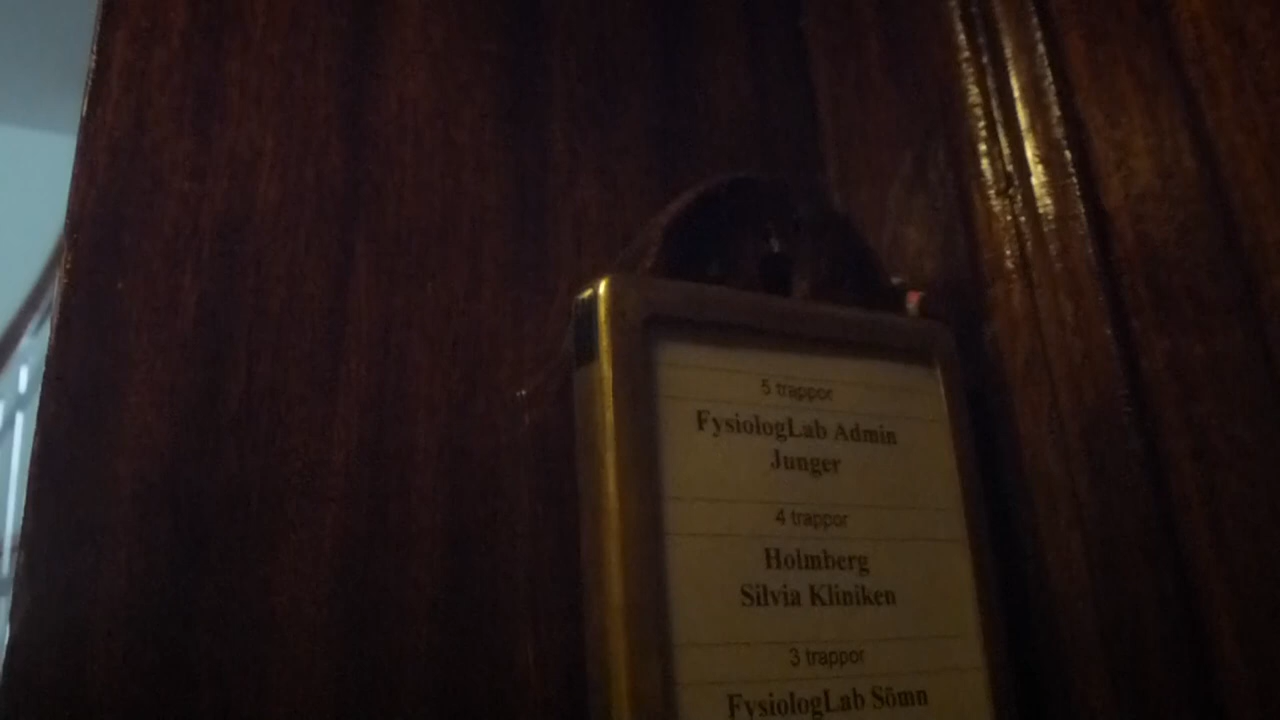 5 trappor
FysiologLab Admin
Junger
4 trappor
Holmberg
Silvia Kliniken
3 trappor
FysiologLab Sömn